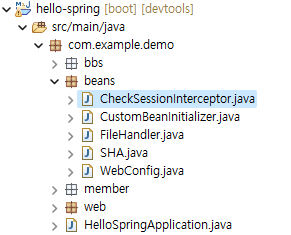 hello-spring [boot] [devtools]
src/main/java
com.example.demo
bbs
beans
CheckSessionInterceptor.java
CustomBeanInitializer.java
FileHandler.java
SHA.java
WebConfig.java
member
web
HelloSpringApplication.java